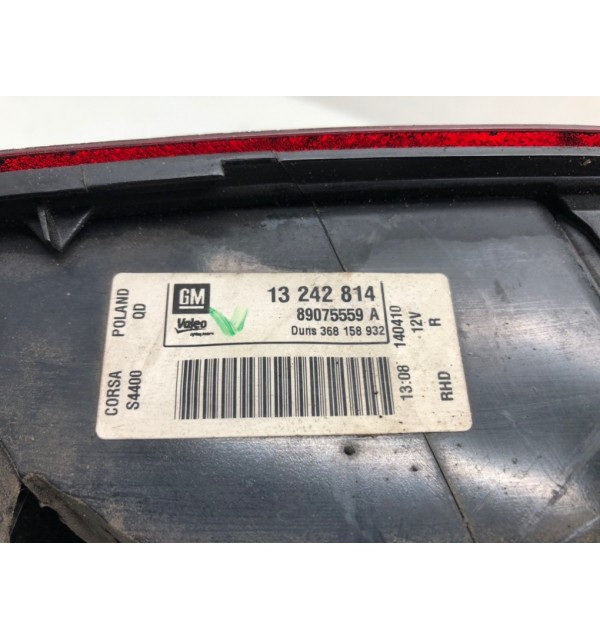 GM
13 242 814
Valeo
89075559 A
Duns 368 158 932
CORSA POLAND
S4400 QD
13:08 140410
12V
RHD R